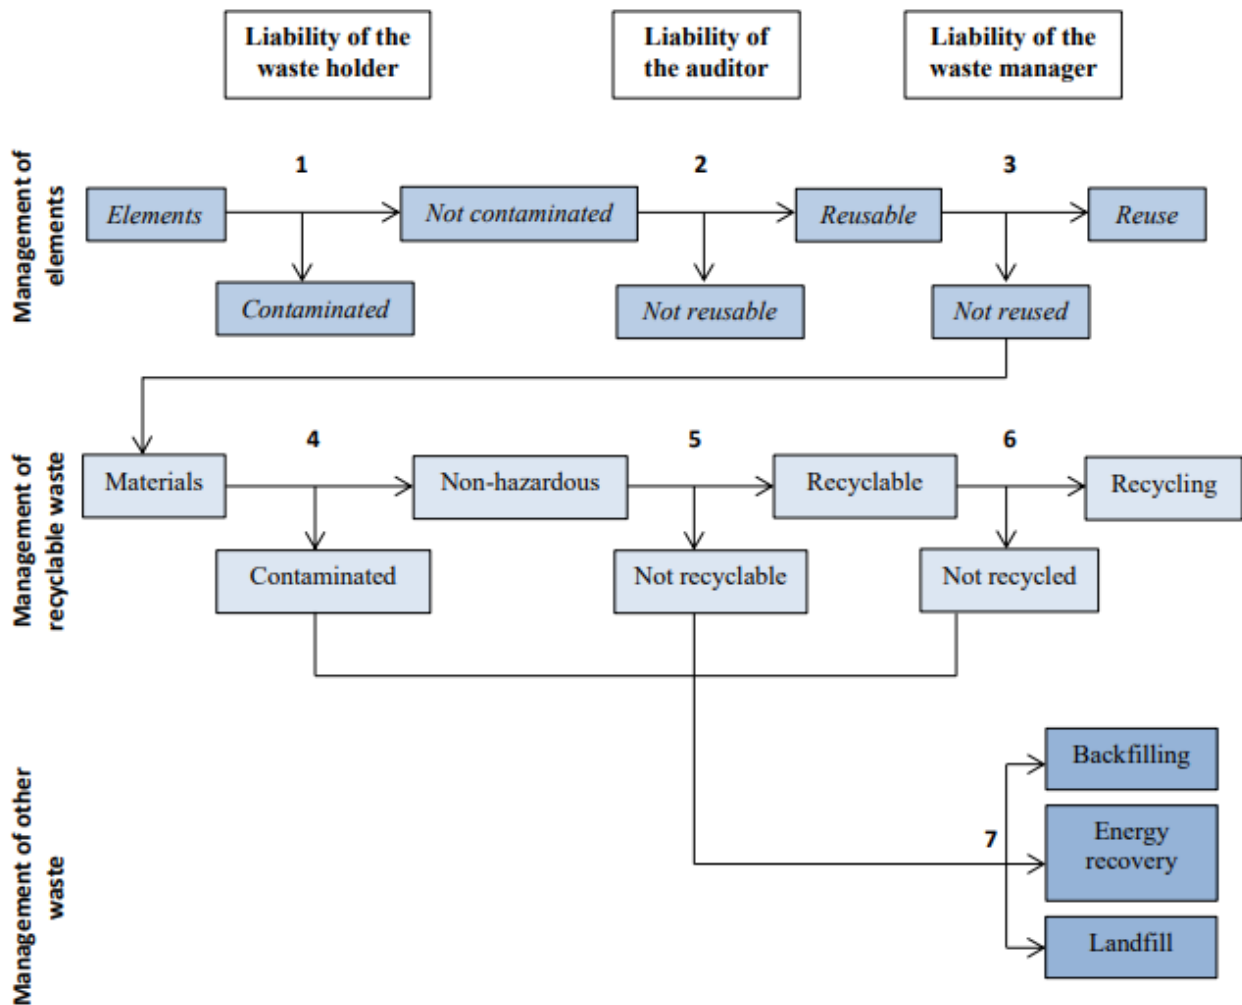 Liability of the
waste holder
Liability of
the auditor
Liability of the
waste manager
Management of
elements
1
2
3
Elements
Not contaminated
Reusable
Reuse
Contaminated
Not reusable
Not reused
Management of
recyclable waste
4
5
6
Materials
Non-hazardous
Recyclable
Recycling
Contaminated
Not recyclable
Not recycled
Management of other
waste
7
Backfilling
Energy
recovery
Landfill